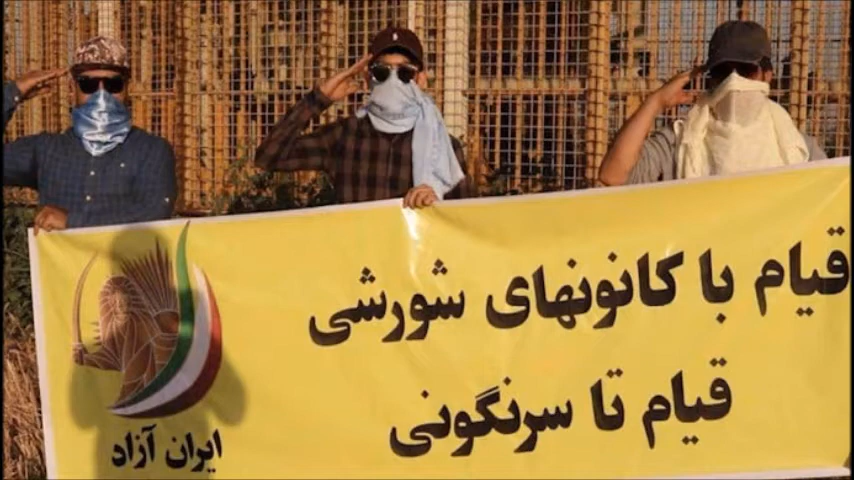 قیام با کانونهای شورشی
قیام تا سرنگونی
ایران آزاد